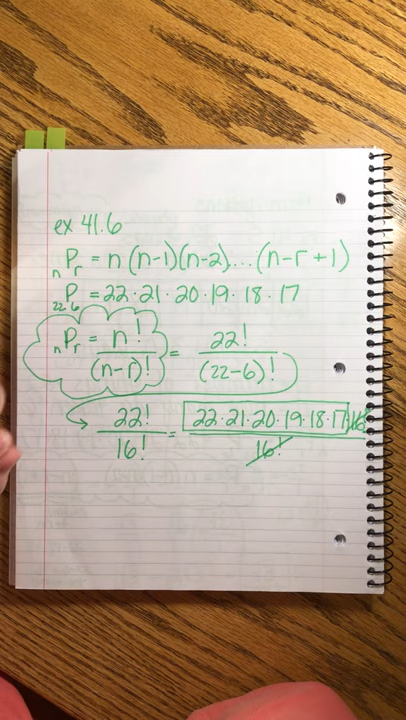 ex 41.6
nPr = n(n-1)(n-2)...(n-r+1)
22P6 = 22·21·20·19·18·17
nPr = n!/(n-r)! = 22!/(22-6)!
22!/16! = 22·21·20·19·18·17·16!/16!